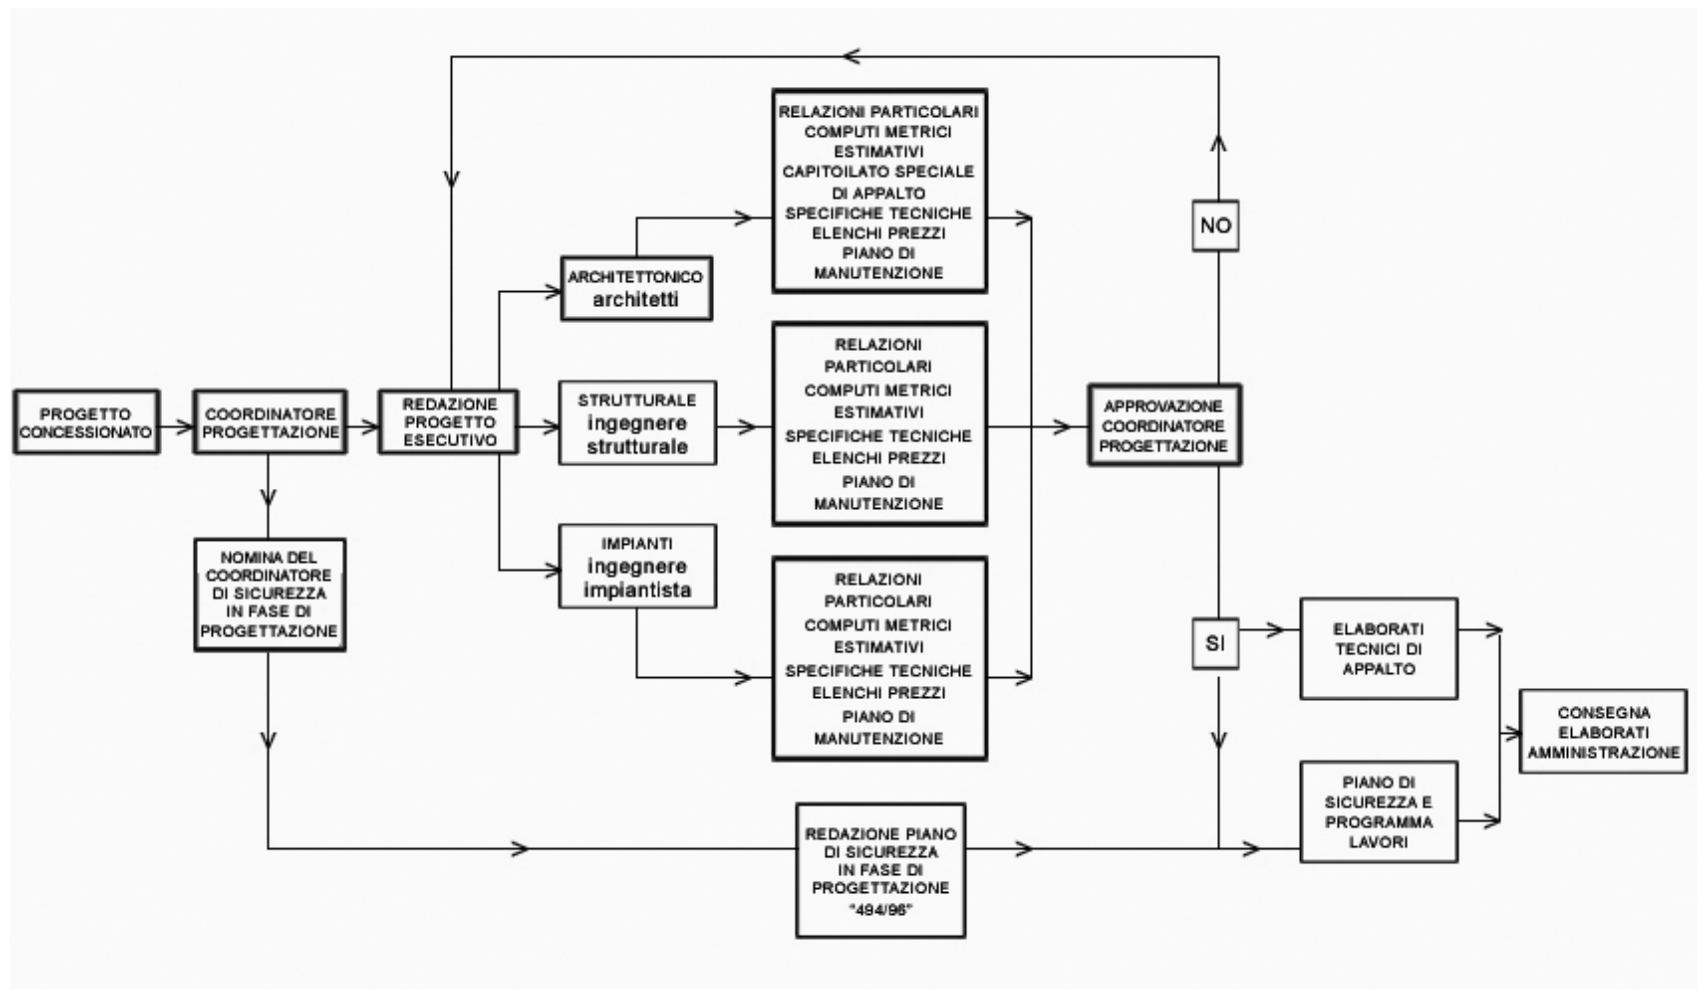 PROGETTO
CONCESSIONATO
COORDINATORE
PROGETTAZIONE
NOMINA DEL
COORDINATORE
DI SICUREZZA
IN FASE DI
PROGETTAZIONE
REDAZIONE
PROGETTO
ESECUTIVO
ARCHITETTONICO
architetti
STRUTTURALE
ingegnere
strutturale
IMPIANTI
ingegnere
impiantista
RELAZIONI PARTICOLARI
COMPUTI METRICI
ESTIMATIVI
CAPITOILATO SPECIALE
DI APPALTO
SPECIFICHE TECNICHE
ELENCHI PREZZI
PIANO DI
MANUTENZIONE
RELAZIONI
PARTICOLARI
COMPUTI METRICI
ESTIMATIVI
SPECIFICHE TECNICHE
ELENCHI PREZZI
PIANO DI
MANUTENZIONE
RELAZIONI
PARTICOLARI
COMPUTI METRICI
ESTIMATIVI
SPECIFICHE TECNICHE
ELENCHI PREZZI
PIANO DI
MANUTENZIONE
REDAZIONE PIANO
DI SICUREZZA
IN FASE DI
PROGETTAZIONE
"494/96"
APPROVAZIONE
COORDINATORE
PROGETTAZIONE
NO
SI
ELABORATI
TECNICI DI
APPALTO
PIANO DI
SICUREZZA E
PROGRAMMA
LAVORI
CONSEGNA
ELABORATI
AMMINISTRAZIONE